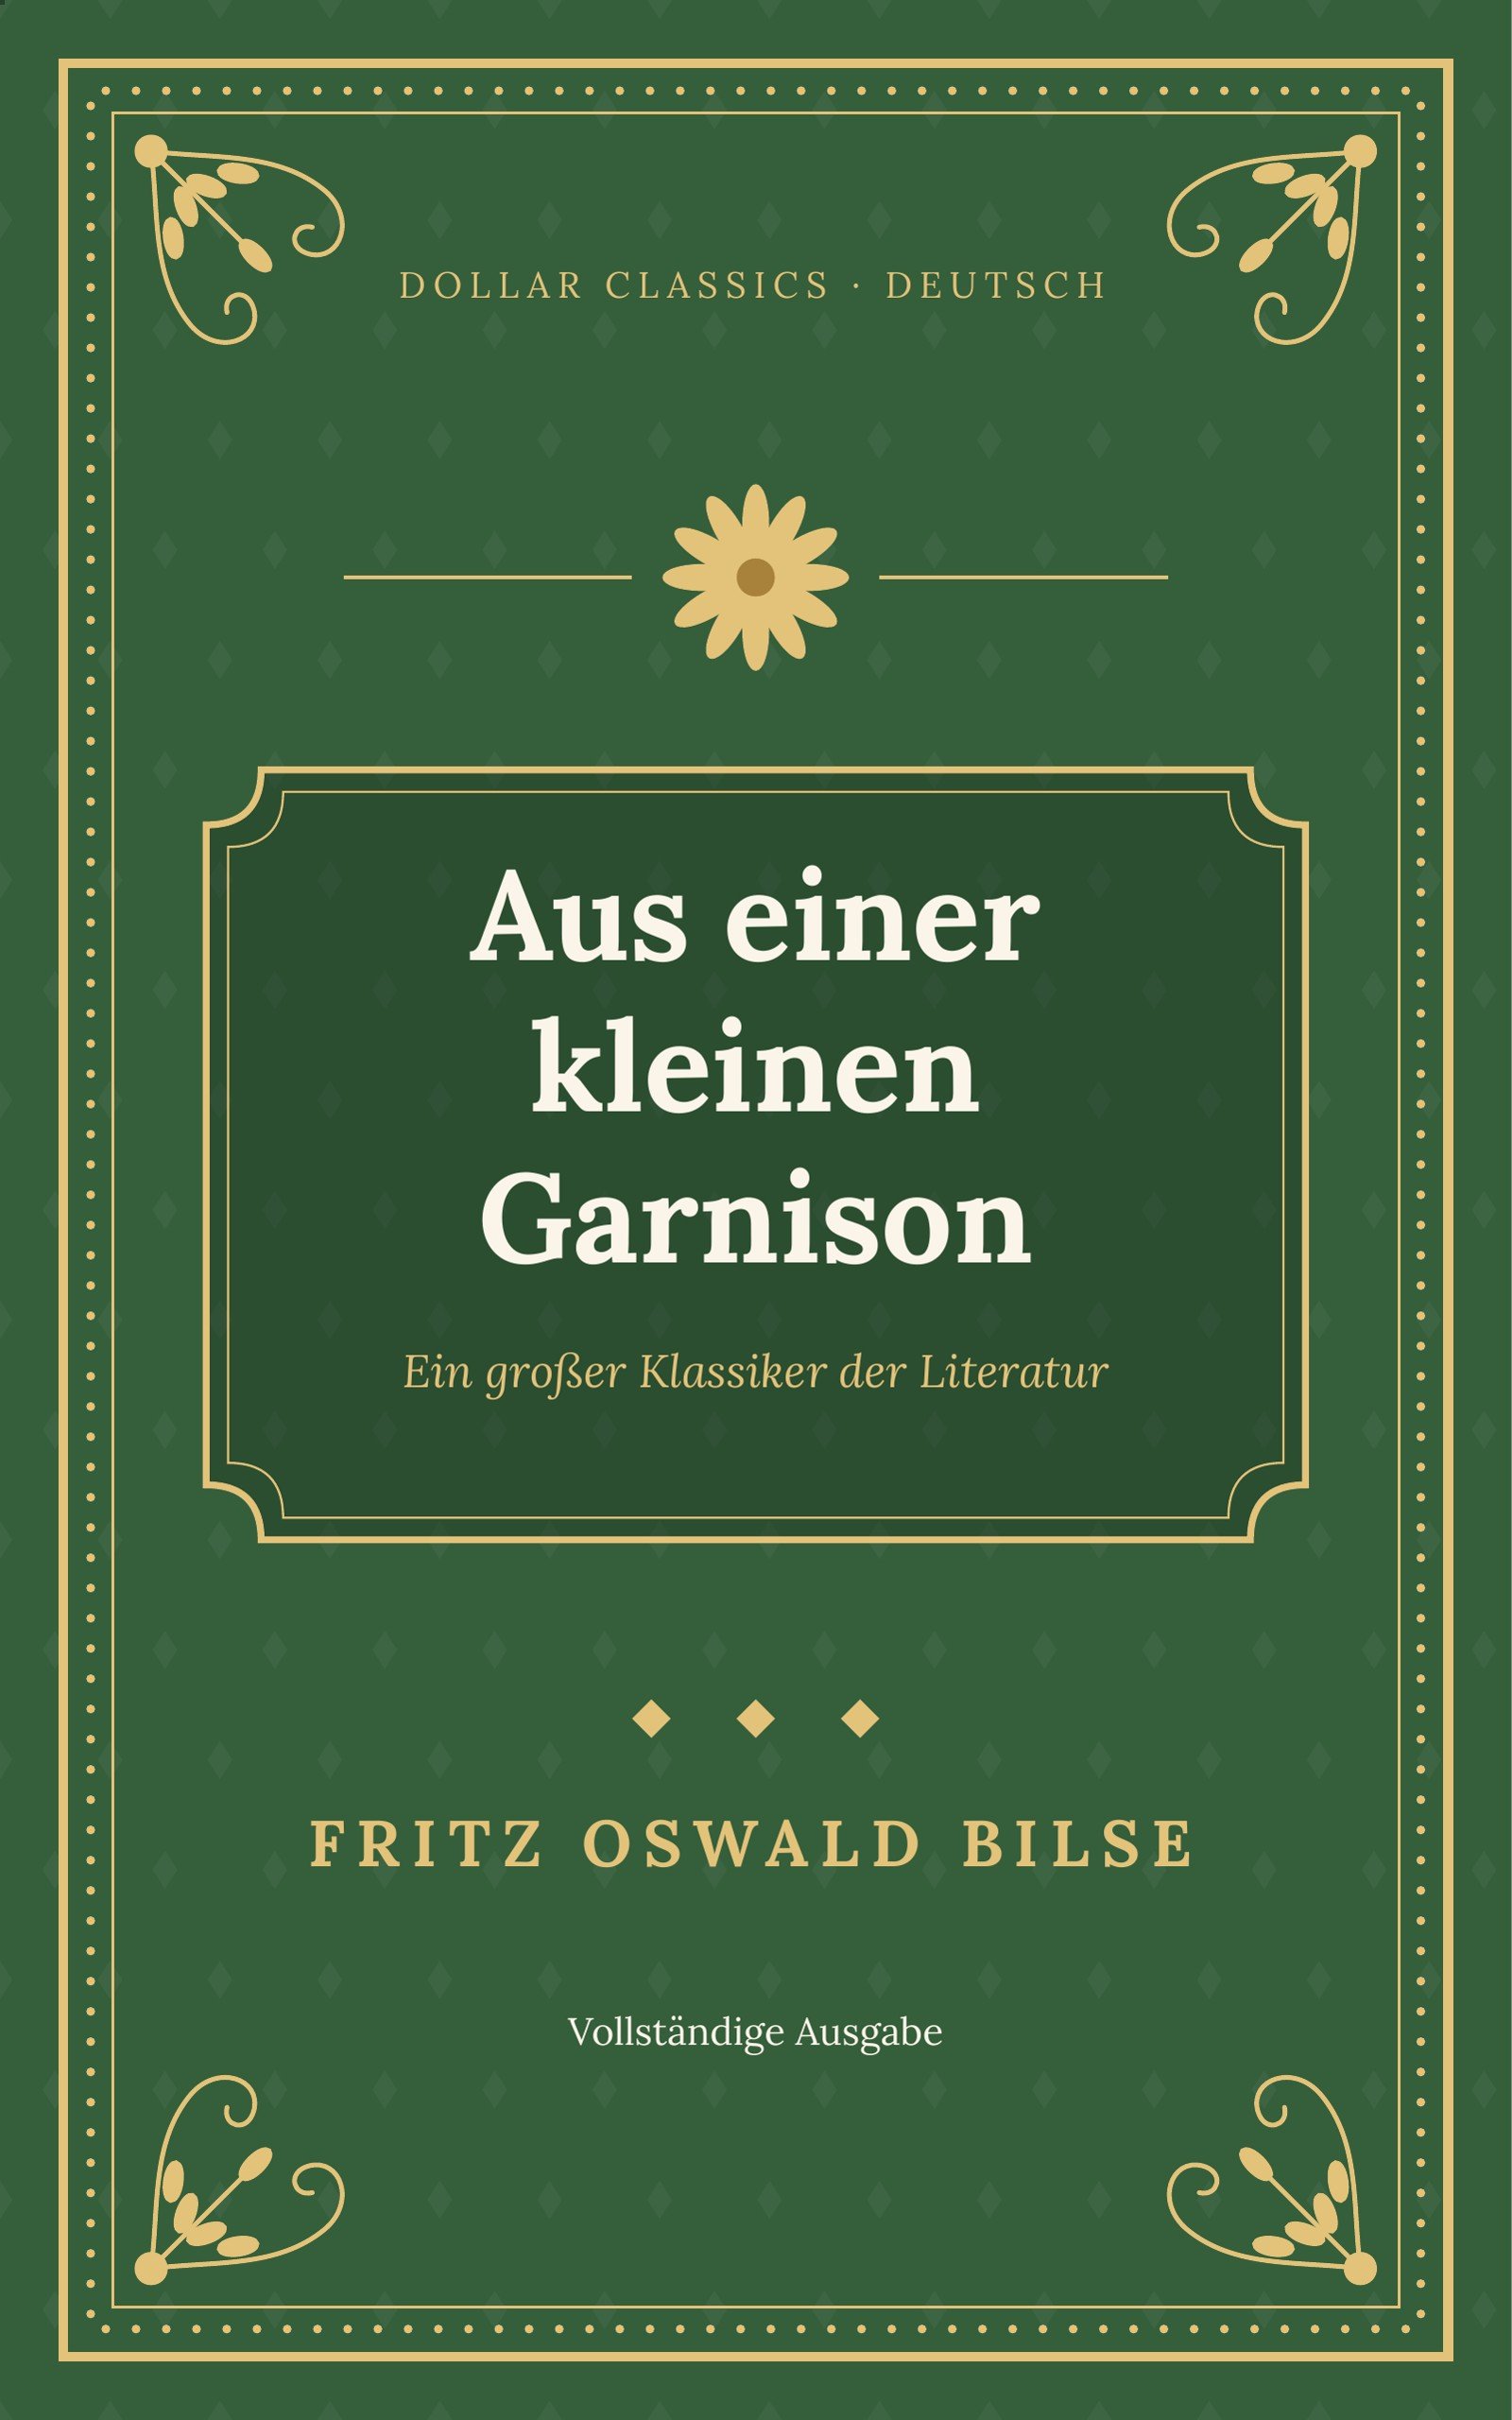 DOLLAR CLASSICS · DEUTSCH
Aus einer
kleinen
Garnison
Ein großer Klassiker der Literatur
FRITZ OSWALD BILSE
Vollständige Ausgabe